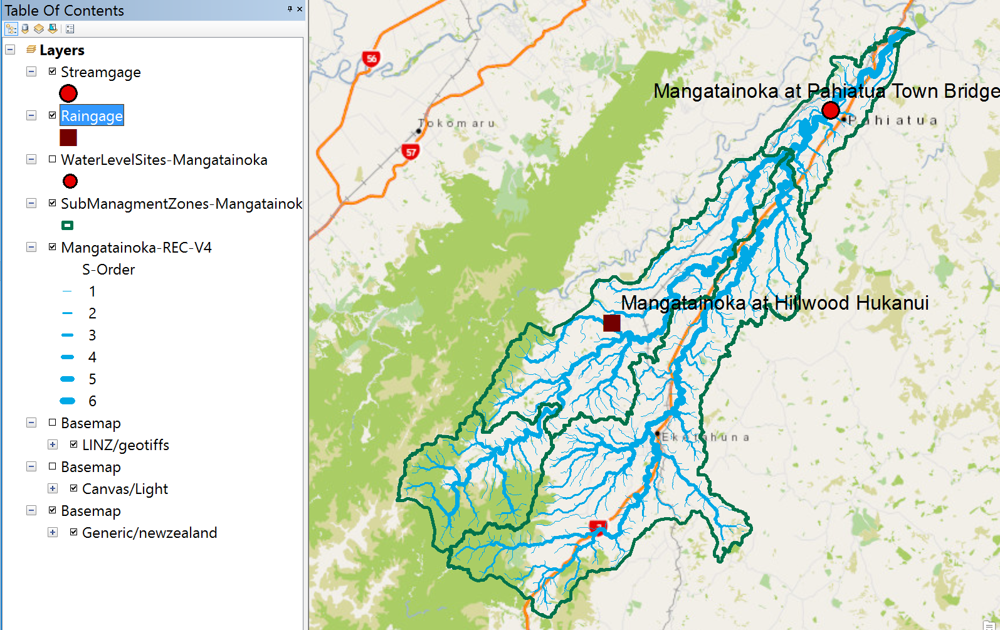 Table Of Contents
Layers
Streamgage
Raingage
WaterLevelSites-Mangatainoka
SubManagmentZones-Mangatainok
Mangatainoka-REC-V4
S-Order
1
2
3
4
5
6
Basemap
LINZ/geotiffs
Basemap
Canvas/Light
Basemap
Generic/newzealand
56
Mangatainoka at Pahiatua Town Bridge
Tokomaru
Pahiatua
57
Mangatainoka at Hillwood Hukanui
Eketahuna